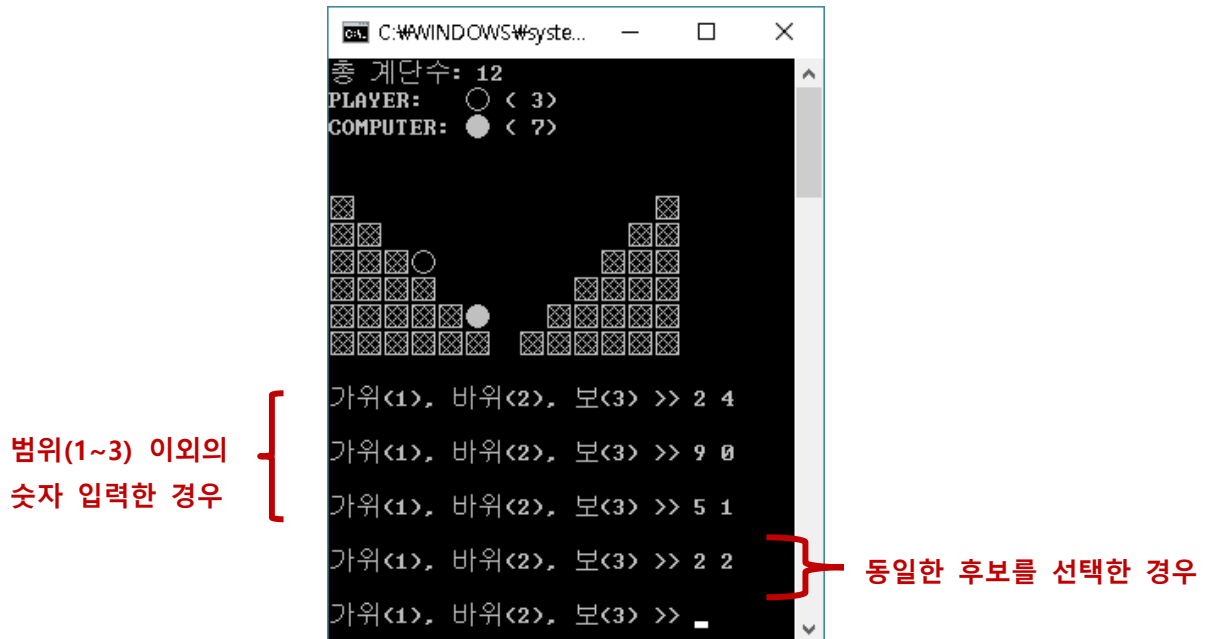 C:₩WINDOWS₩syste...
총 계단수: 12
PLAYER: ○ ( 3)
COMPUTER: ● ( 7)
가위(1), 바위(2), 보(3) >> 2 4
가위(1), 바위(2), 보(3) >> 9 0
가위(1), 바위(2), 보(3) >> 5 1
가위(1), 바위(2), 보(3) >> 2 2
가위(1), 바위(2), 보(3) >> _
범위(1~3) 이외의
숫자 입력한 경우
동일한 후보를 선택한 경우